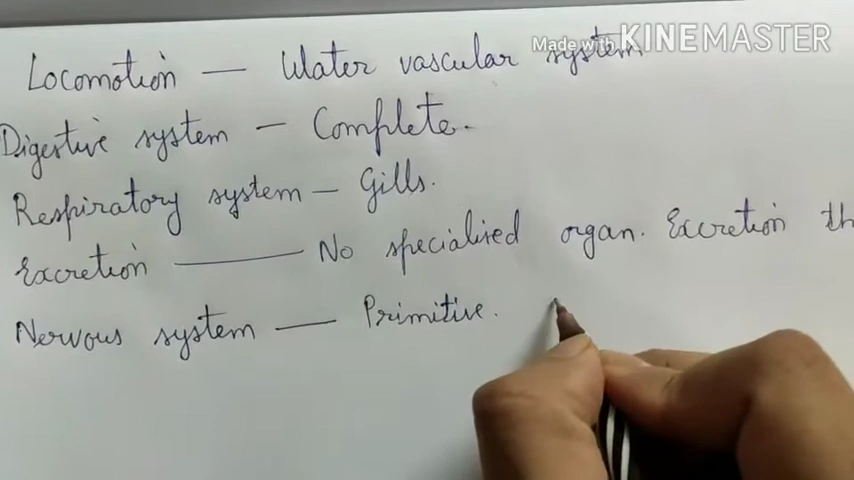 Made with KINEMASTER
Locomotion — Water vascular system
Digestive system — Complete.
Respiratory system — Gills.
Excretion — No specialised organ. Excretion th
Nervous system — Primitive.